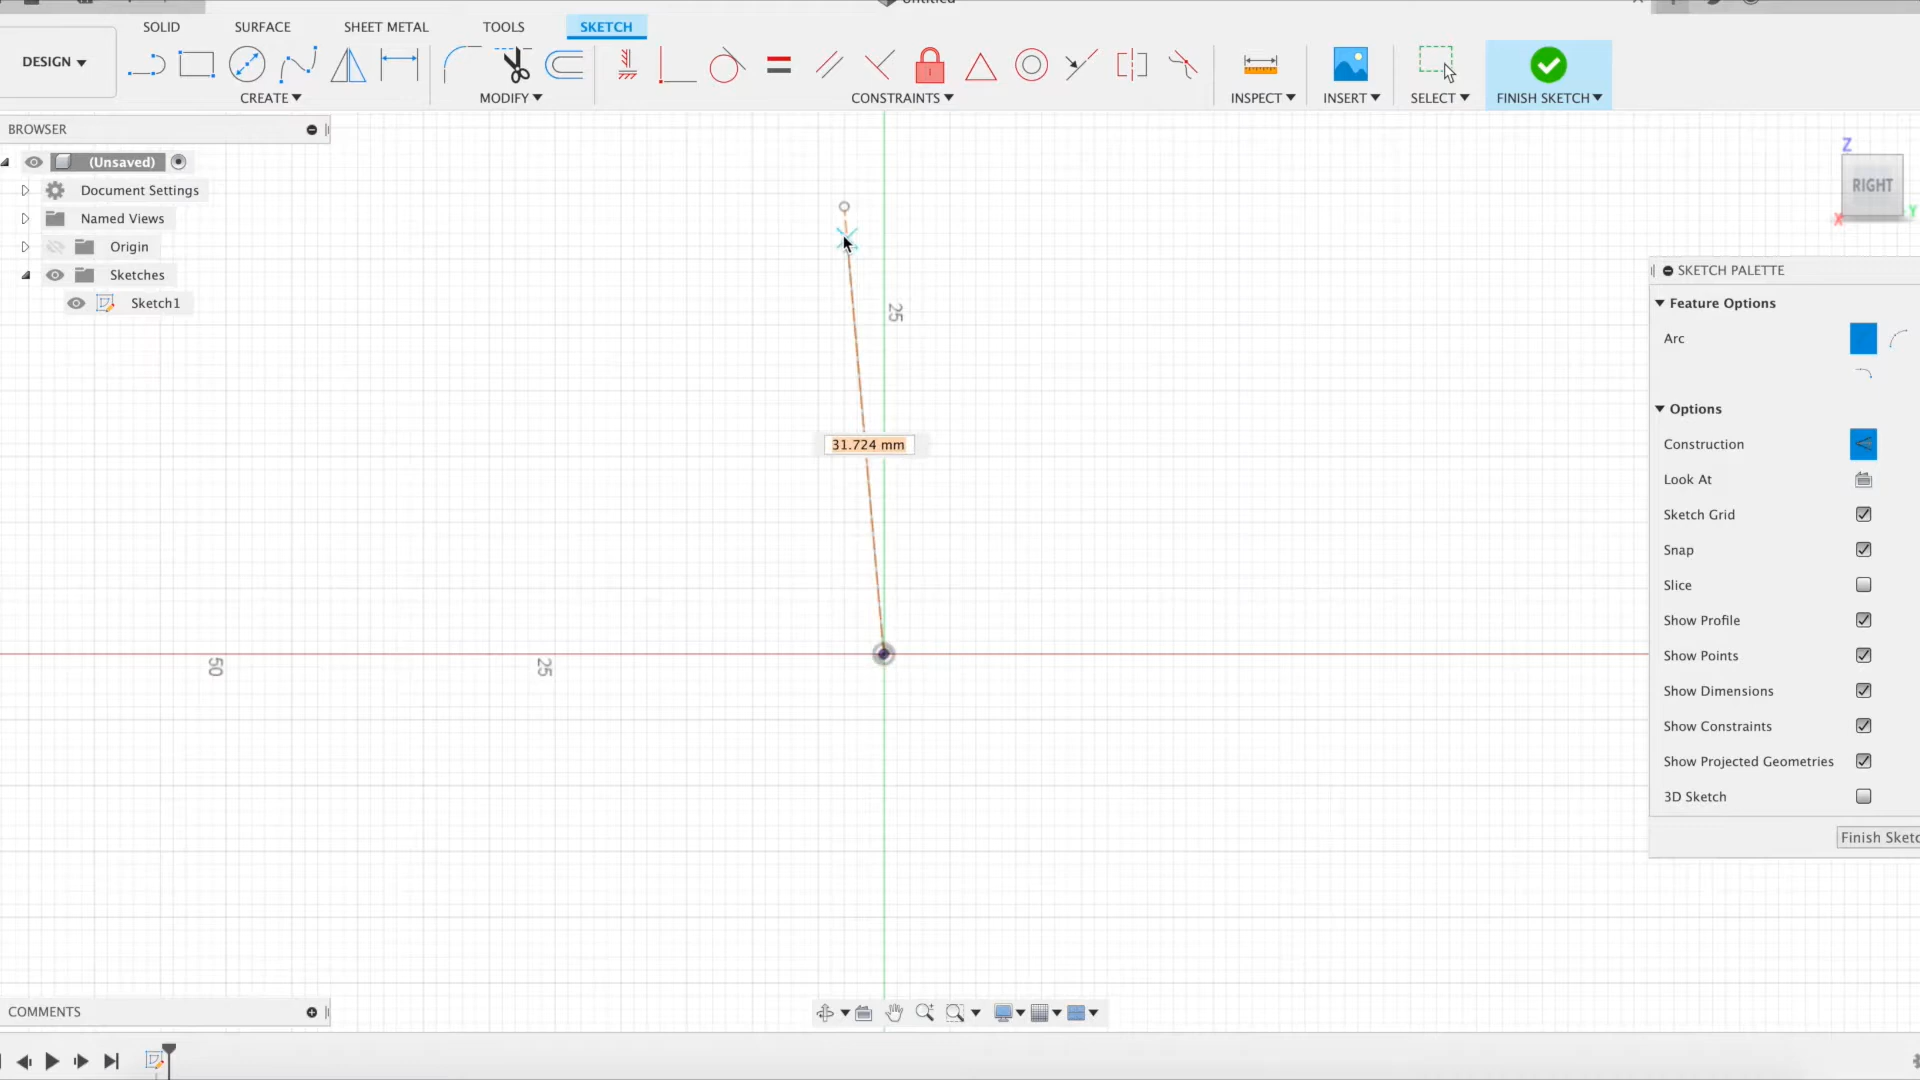 Untitled
SOLID
SURFACE
SHEET METAL
TOOLS
SKETCH
DESIGN
CREATE
MODIFY
CONSTRAINTS
INSPECT
INSERT
SELECT
FINISH SKETCH
BROWSER
(Unsaved)
Document Settings
Named Views
Origin
Sketches
Sketch1
Z
RIGHT
X
Y
25
31.724 mm
50
25
SKETCH PALETTE
Feature Options
Arc
Options
Construction
Look At
Sketch Grid
Snap
Slice
Show Profile
Show Points
Show Dimensions
Show Constraints
Show Projected Geometries
3D Sketch
Finish Sketc
COMMENTS